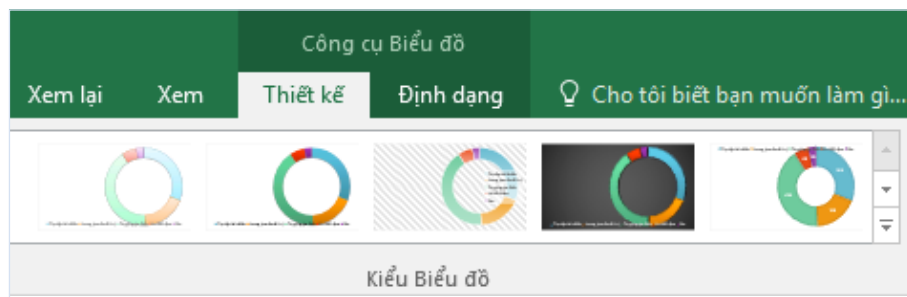 Công cụ Biểu đồ
Xem lại Xem Thiết kế Định dạng Cho tôi biết bạn muốn làm gì...
Kiểu Biểu đồ